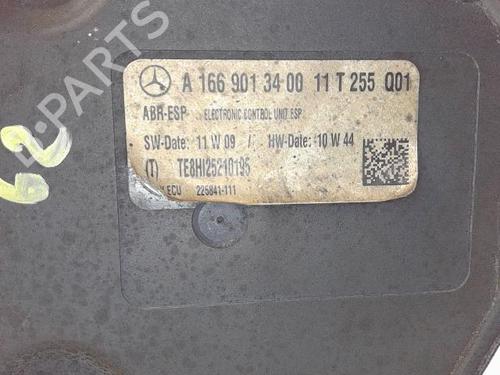 B-PARTS
A 166 901 34 00 11 T 255 Q01
ABR-ESP ELECTRONIC CONTROL UNIT ESP
SW-Date: 11 W 09 / HW-Date: 10 W 44
(T) TE8HI25210195
ECU 225841-111
62